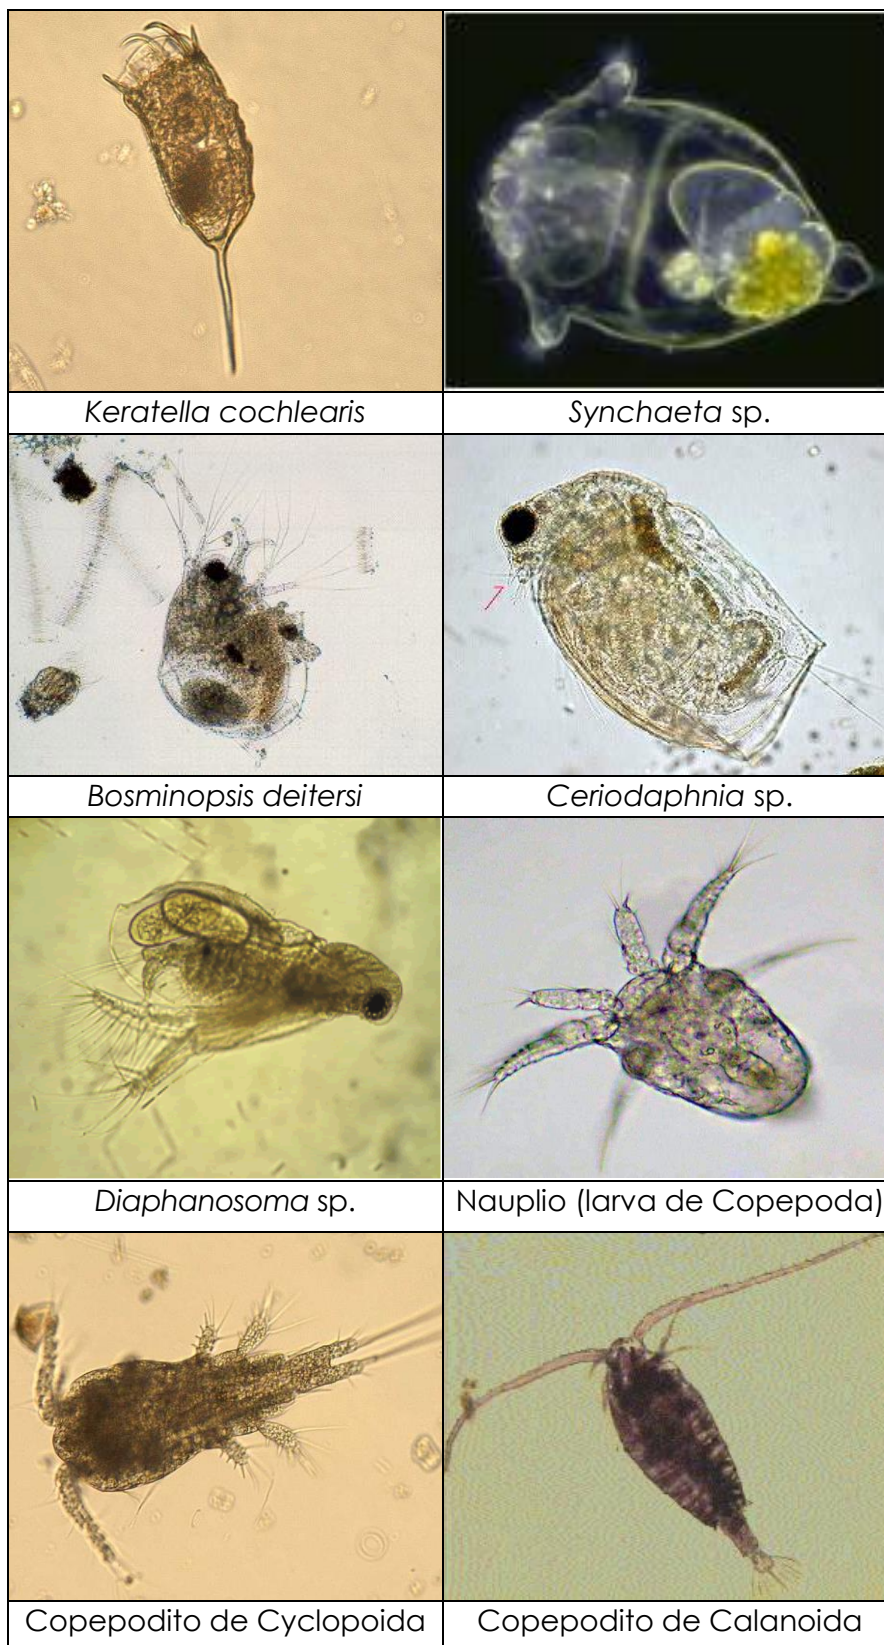 Keratella cochlearis
Synchaeta sp.
Bosminopsis deitersi
Ceriodaphnia sp.
Diaphanosoma sp.
Nauplio (larva de Copepoda)
Copepodito de Cyclopoida
Copepodito de Calanoida